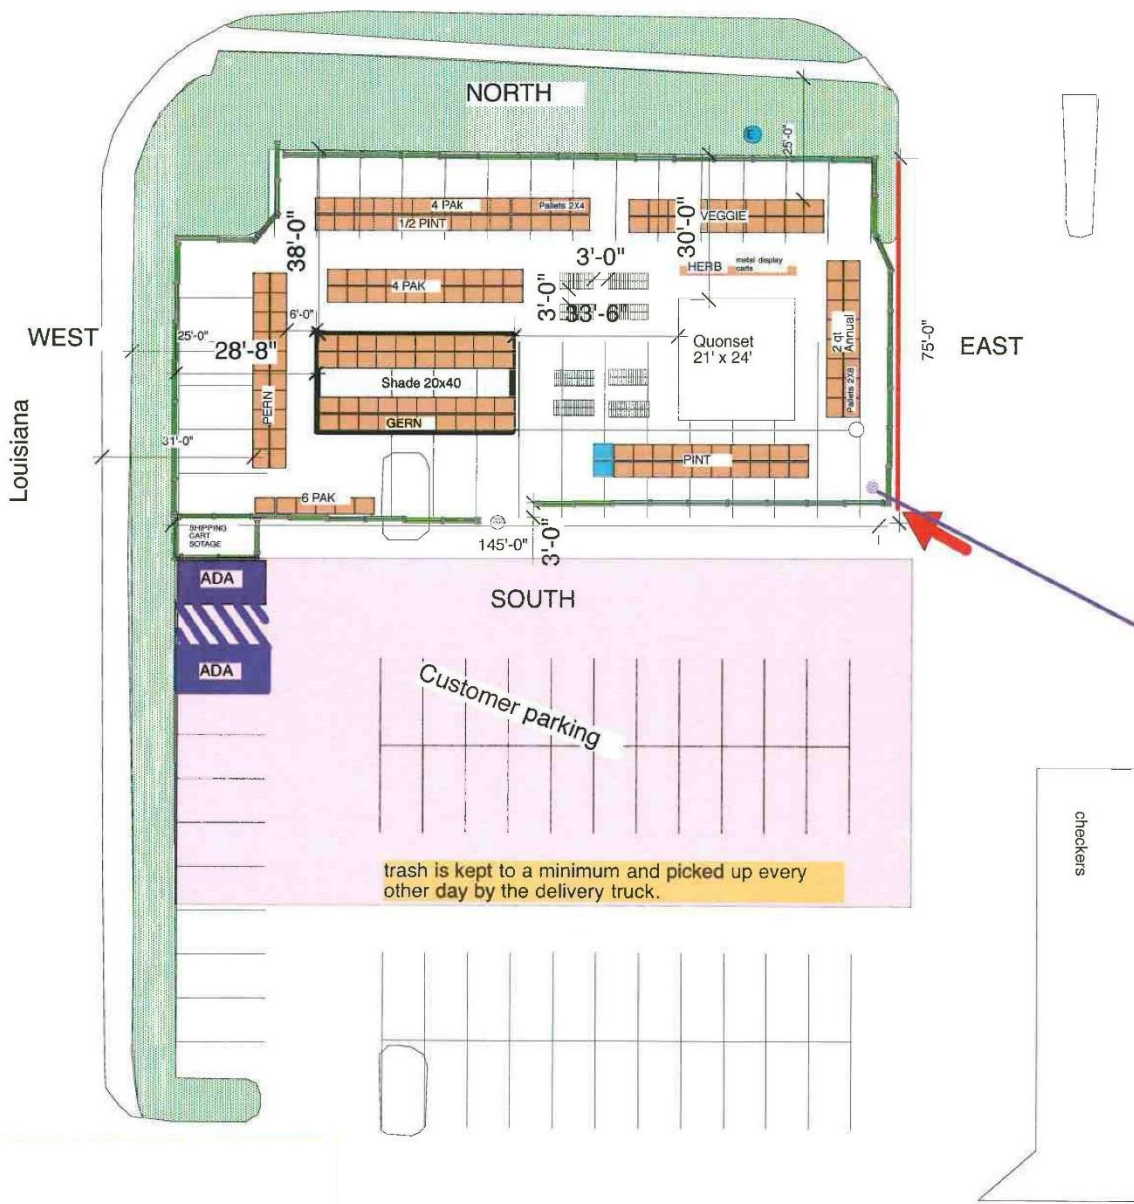 NORTH
E
25'-0"
4 PAK
Pallets 2X4
1/2 PINT
VEGGIE
38'-0"
30'-0"
3'-0"
HERB
metal display
carts
4 PAK
3'-0"
33'-6"
6'-0"
WEST
25'-0"
28'-8"
Quonset
21' x 24'
2 qt
Annual
75'-0"
EAST
Shade 20x40
PERN
Pallets 2X8
GERN
Louisiana
31'-0"
PINT
6 PAK
SHIPPING
CART
SOTAGE
145'-0"
3'-0"
ADA
SOUTH
ADA
Customer parking
checkers
trash is kept to a minimum and picked up every
other day by the delivery truck.